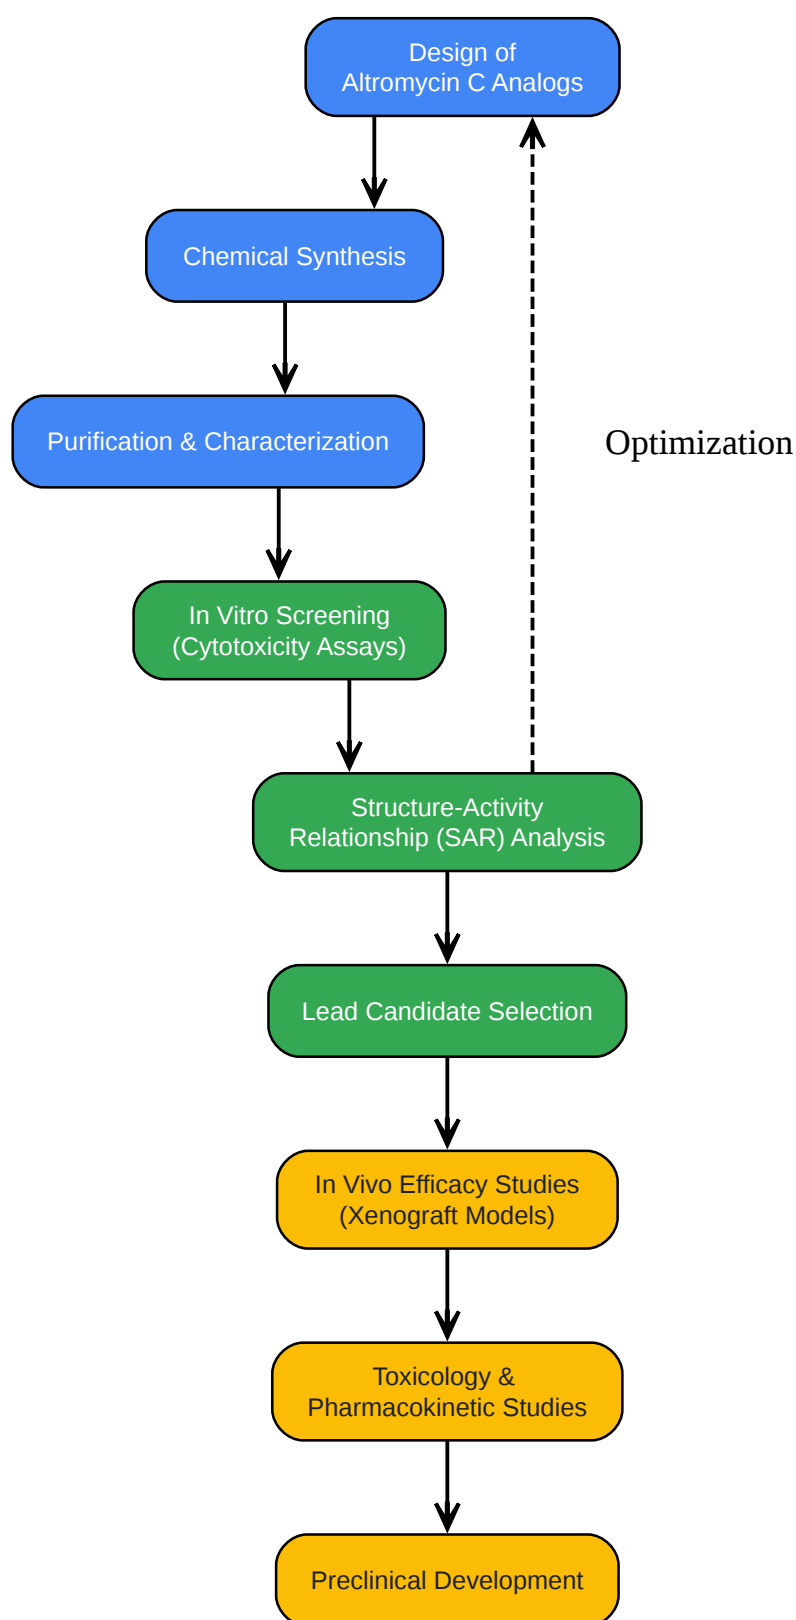 Design of
Altromycin C Analogs
Chemical Synthesis
Purification & Characterization
Optimization
In Vitro Screening
(Cytotoxicity Assays)
Structure-Activity
Relationship (SAR) Analysis
Lead Candidate Selection
In Vivo Efficacy Studies
(Xenograft Models)
Toxicology &
Pharmacokinetic Studies
Preclinical Development